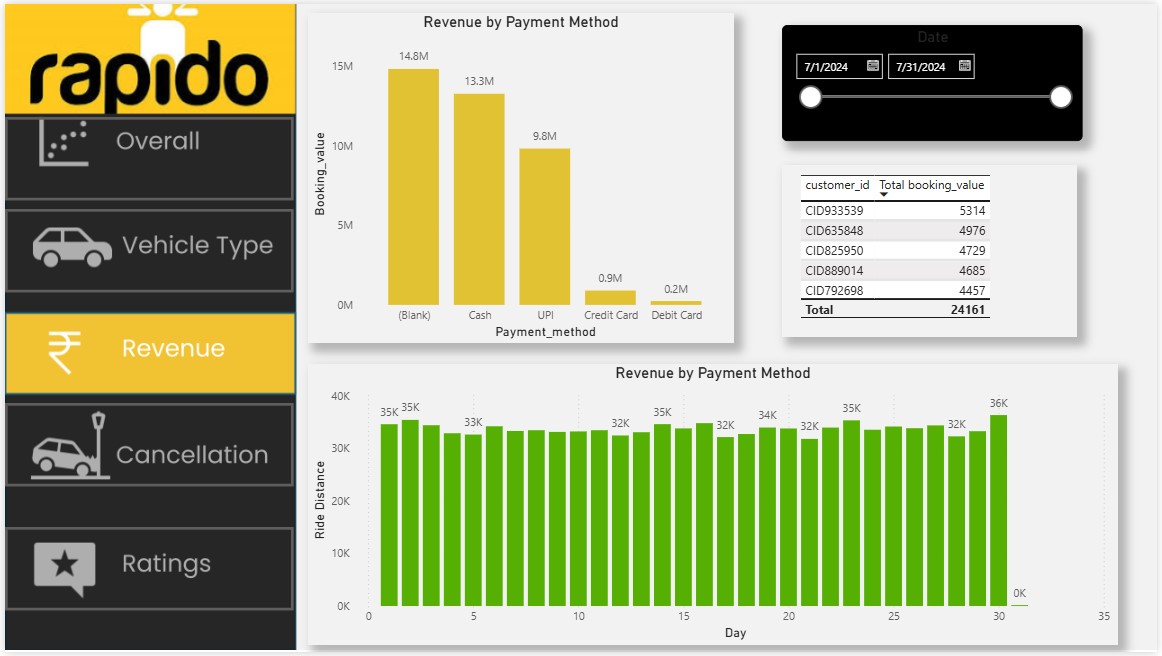 rapido
Overall
Vehicle Type
₹ Revenue
Cancellation
Ratings
Revenue by Payment Method
Booking_value
15M
10M
5M
0M
14.8M
13.3M
9.8M
0.9M
0.2M
(Blank) Cash UPI Credit Card Debit Card
Payment_method
Date
7/1/2024 7/31/2024
customer_id Total booking_value
CID933539 5314
CID635848 4976
CID825950 4729
CID889014 4685
CID792698 4457
Total 24161
Revenue by Payment Method
Ride Distance
40K
30K
20K
10K
0K
35K 35K 33K 32K 35K 32K 34K 32K 35K 32K 36K 0K
0 5 10 15 20 25 30 35
Day